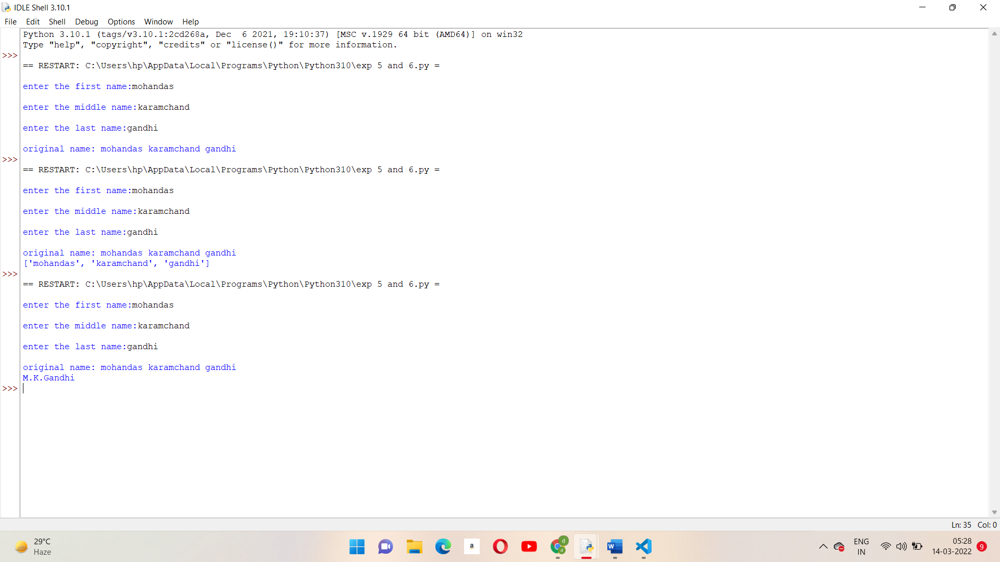 IDLE Shell 3.10.1
File Edit Shell Debug Options Window Help
Python 3.10.1 (tags/v3.10.1:2cd268a, Dec  6 2021, 19:10:37) [MSC v.1929 64 bit (AMD64)] on win32
Type "help", "copyright", "credits" or "license()" for more information.
>>>
== RESTART: C:\Users\hp\AppData\Local\Programs\Python\Python310\exp 5 and 6.py =
enter the first name:mohandas
enter the middle name:karamchand
enter the last name:gandhi
original name: mohandas karamchand gandhi
>>>
== RESTART: C:\Users\hp\AppData\Local\Programs\Python\Python310\exp 5 and 6.py =
enter the first name:mohandas
enter the middle name:karamchand
enter the last name:gandhi
original name: mohandas karamchand gandhi
['mohandas', 'karamchand', 'gandhi']
>>>
== RESTART: C:\Users\hp\AppData\Local\Programs\Python\Python310\exp 5 and 6.py =
enter the first name:mohandas
enter the middle name:karamchand
enter the last name:gandhi
original name: mohandas karamchand gandhi
M.K.Gandhi
>>>
Ln: 35 Col: 0
29°C
Haze
a
d
d
W
ENG
IN
05:28
14-03-2022
9